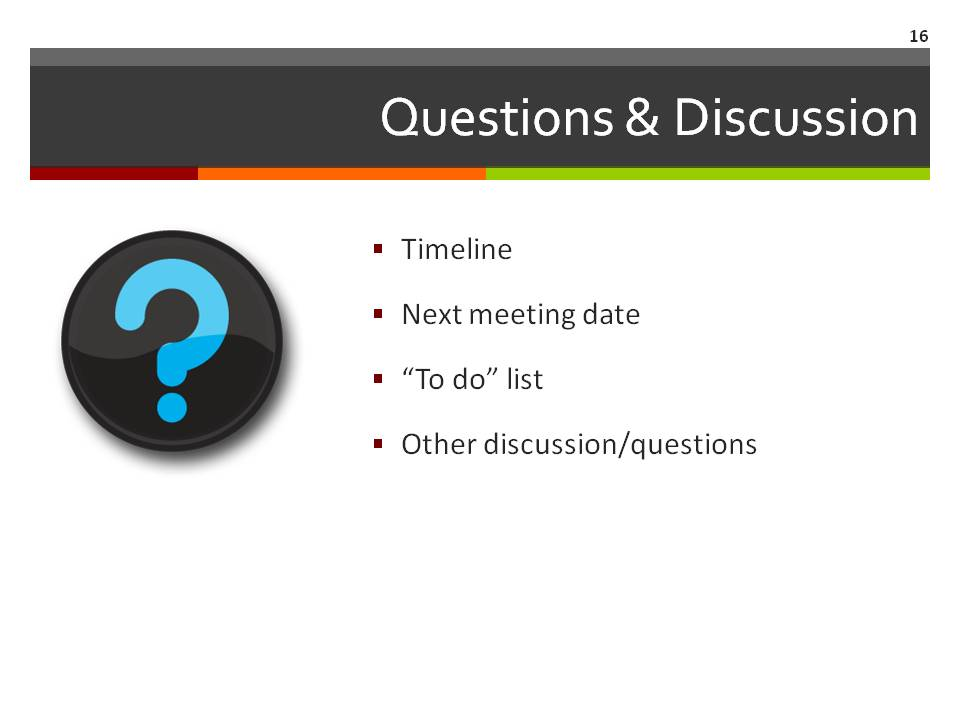 16
Questions & Discussion
Timeline
Next meeting date
“To do” list
Other discussion/questions